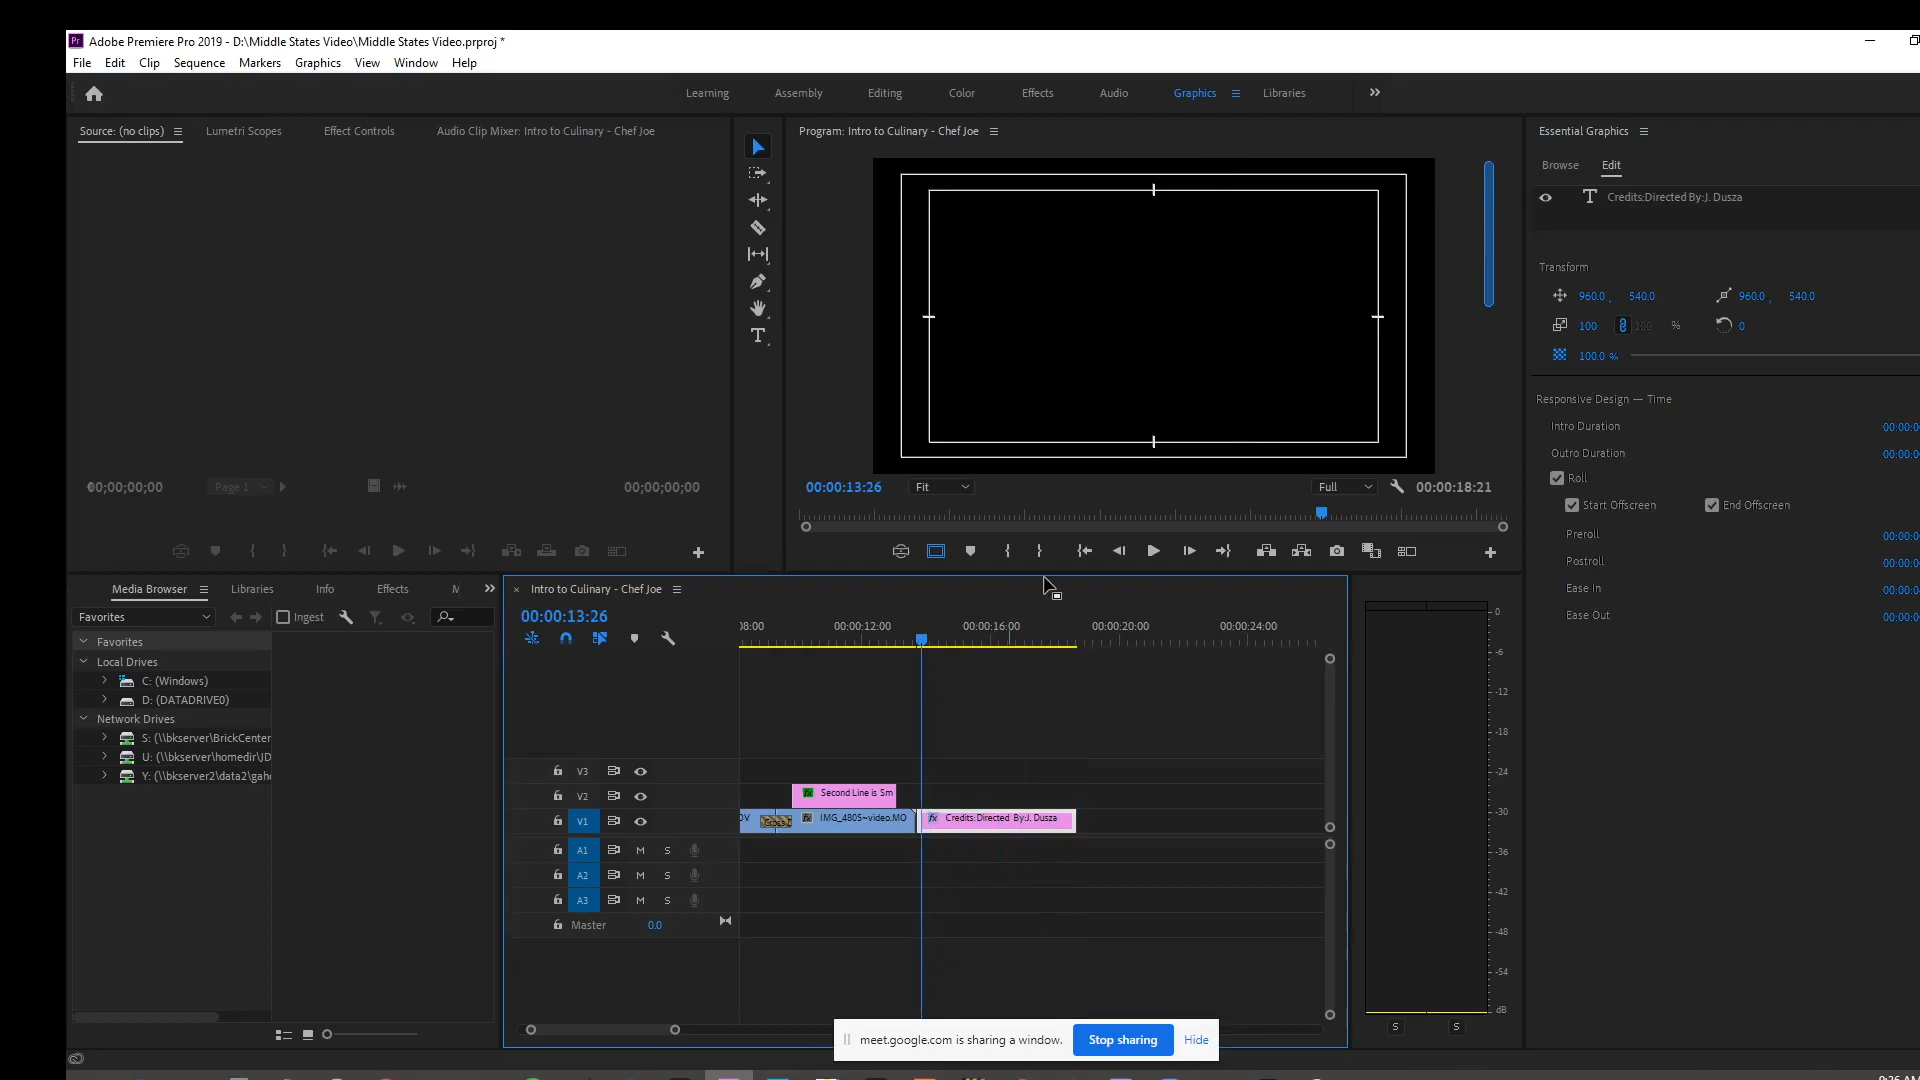 Pr Adobe Premiere Pro 2019 - D:\Middle States Video\Middle States Video.prproj *
File Edit Clip Sequence Markers Graphics View Window Help
Learning Assembly Editing Color Effects Audio Graphics Libraries
Source: (no clips) Lumetri Scopes Effect Controls Audio Clip Mixer: Intro to Culinary - Chef Joe
Program: Intro to Culinary - Chef Joe
Essential Graphics
Browse Edit
T Credits:Directed By:J. Dusza
Transform
960.0 , 540.0 960.0 , 540.0
100 100 % 0
100.0 %
Responsive Design — Time
Intro Duration 00:00:0
Outro Duration 00:00:0
Roll
Start Offscreen End Offscreen
Preroll 00:00:0
Postroll 00:00:0
Ease In 00:00:0
Ease Out 00:00:0
00;00;00;00 Page 1 00;00;00;00
00:00:13:26 Fit Full 00:00:18:21
Media Browser Libraries Info Effects
Favorites Ingest
Favorites
Local Drives
C: (Windows)
D: (DATADRIVE0)
Network Drives
S: (\\bkserver\BrickCenter
U: (\\bkserver\homedir\JD
Y: (\\bkserver2\data2\gah
× Intro to Culinary - Chef Joe
00:00:13:26
08:00 00:00:12:00 00:00:16:00 00:00:20:00 00:00:24:00
V3
V2 fx Second Line is Sm
V1 OV Cross D fx IMG_4805~video.MO fx Credits:Directed By:J. Dusza
A1 M S
A2 M S
A3 M S
Master 0.0
0
-6
-12
-18
-24
-30
-36
-42
-48
-54
dB
S S
meet.google.com is sharing a window. Stop sharing Hide